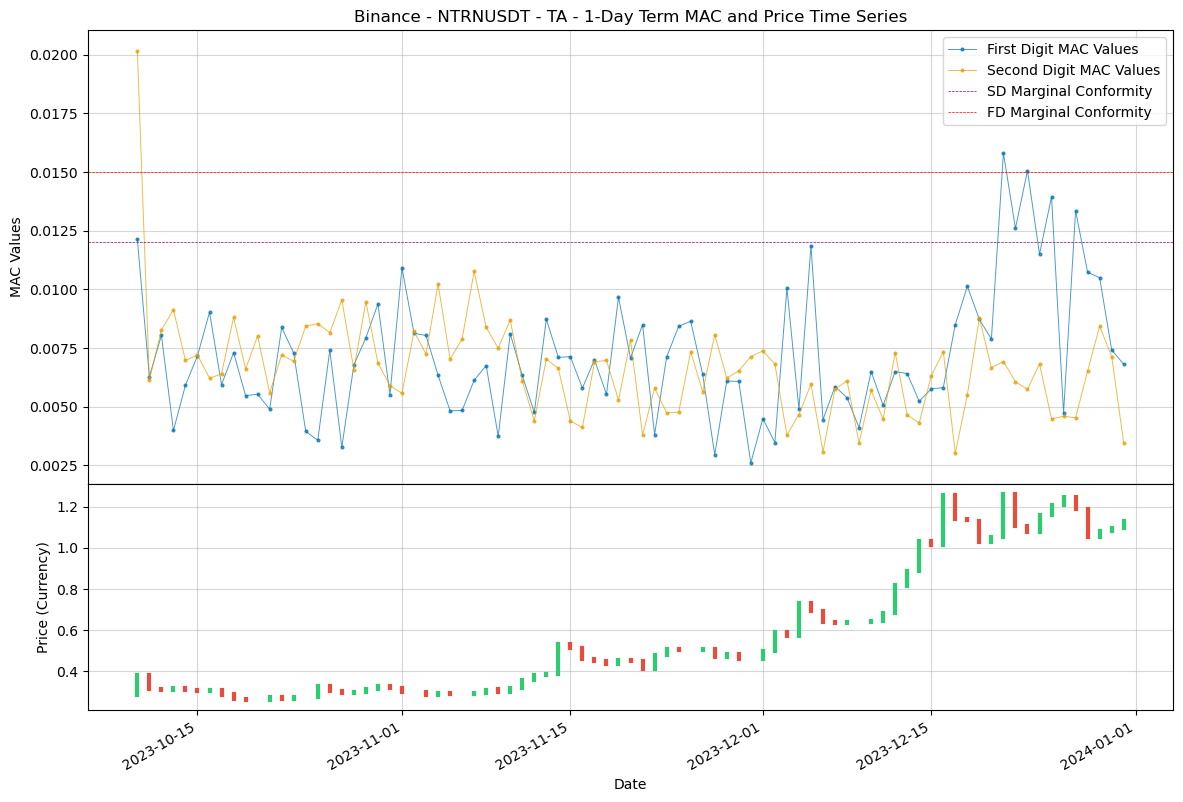 Binance - NTRNUSDT - TA - 1-Day Term MAC and Price Time Series
First Digit MAC Values
Second Digit MAC Values
SD Marginal Conformity
FD Marginal Conformity
MAC Values
0.0200
0.0175
0.0150
0.0125
0.0100
0.0075
0.0050
0.0025
Price (Currency)
1.2
1.0
0.8
0.6
0.4
2023-10-15
2023-11-01
2023-11-15
2023-12-01
2023-12-15
2024-01-01
Date